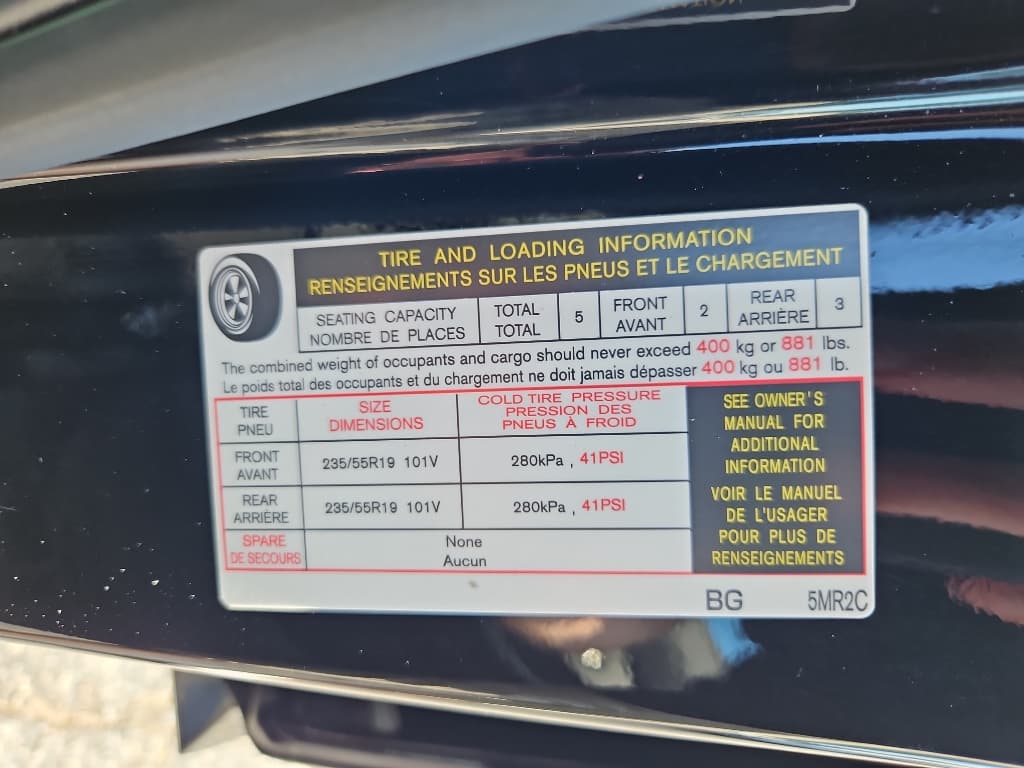 TIRE AND LOADING INFORMATION
RENSEIGNEMENTS SUR LES PNEUS ET LE CHARGEMENT
SEATING CAPACITY TOTAL 5 FRONT 2 REAR 3
NOMBRE DE PLACES TOTAL AVANT ARRIÈRE
The combined weight of occupants and cargo should never exceed 400 kg or 881 lbs.
Le poids total des occupants et du chargement ne doit jamais dépasser 400 kg ou 881 lb.
TIRE
PNEU
SIZE
DIMENSIONS
COLD TIRE PRESSURE
PRESSION DES
PNEUS À FROID
FRONT
AVANT
235/55R19 101V
280kPa , 41PSI
REAR
ARRIÈRE
235/55R19 101V
280kPa , 41PSI
SPARE
DE SECOURS
None
Aucun
SEE OWNER'S
MANUAL FOR
ADDITIONAL
INFORMATION
VOIR LE MANUEL
DE L'USAGER
POUR PLUS DE
RENSEIGNEMENTS
BG 5MR2C